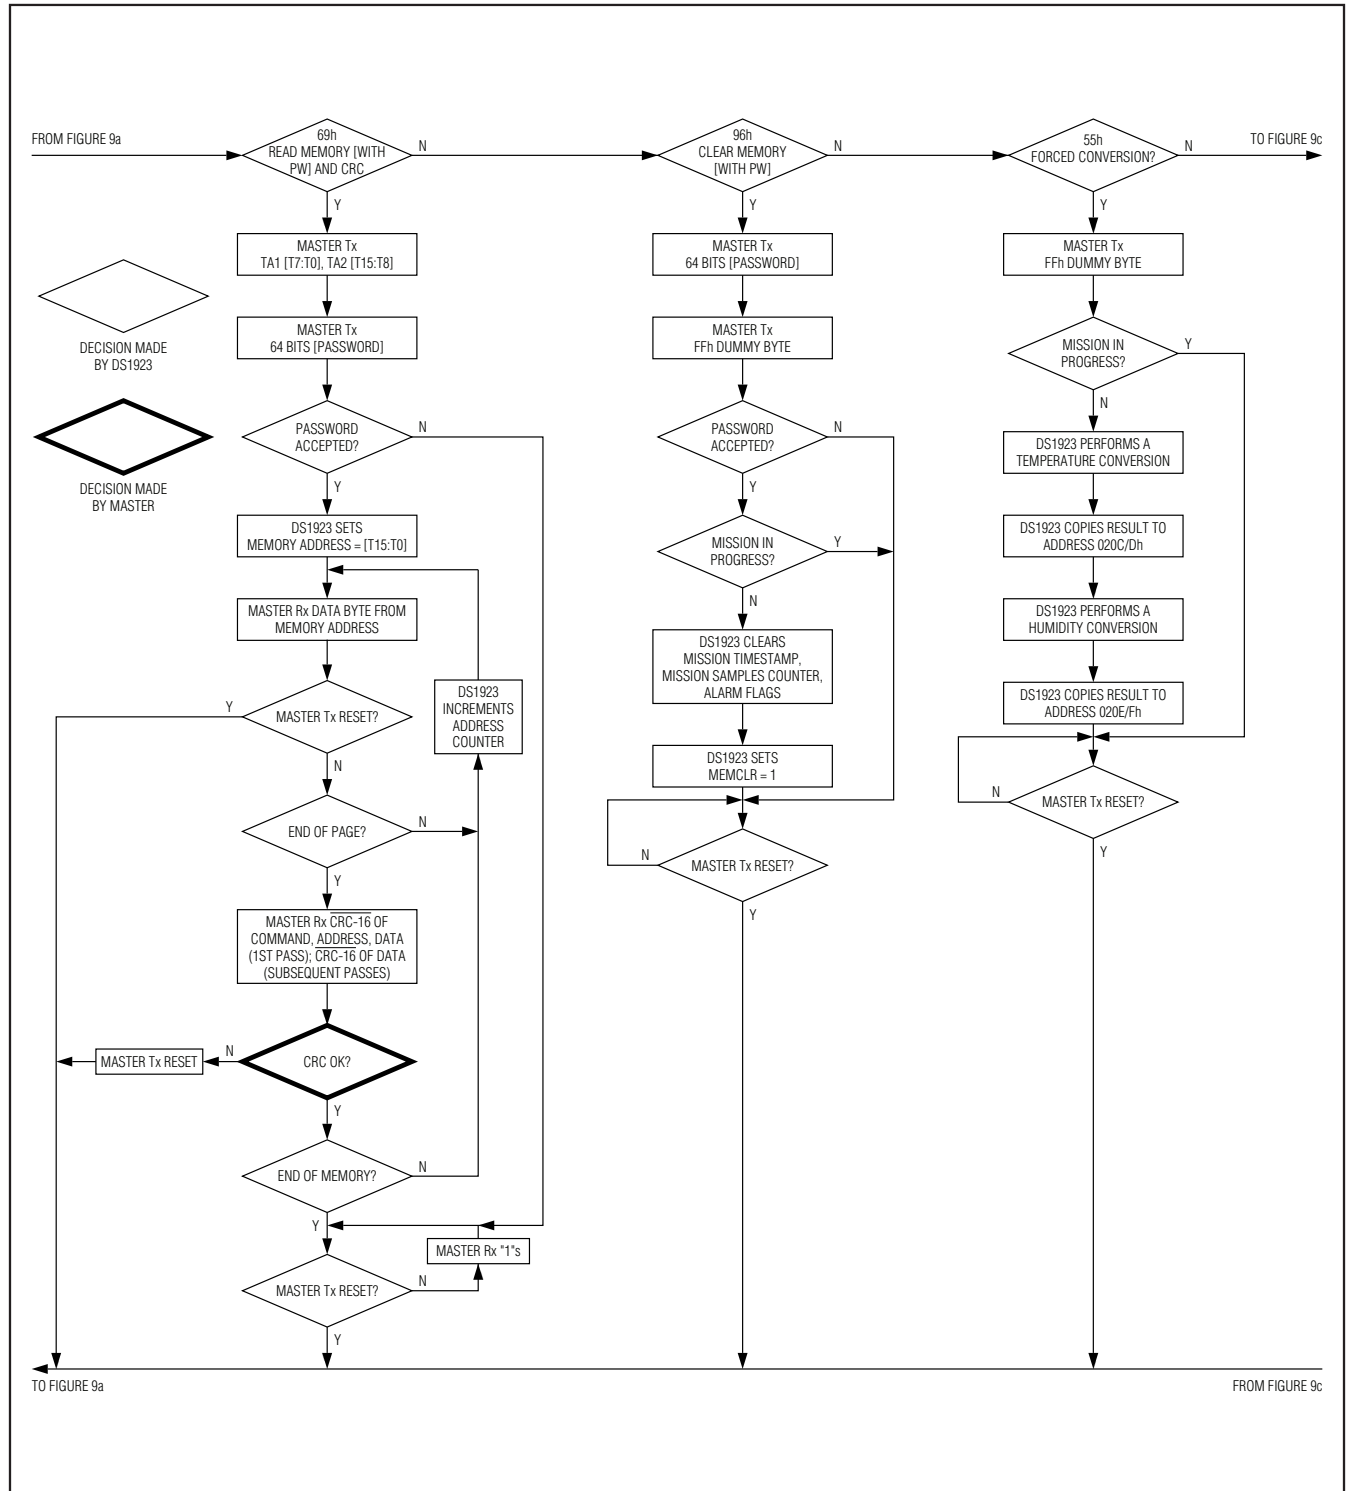 FROM FIGURE 9a
69h
READ MEMORY [WITH
PW] AND CRC
N
Y
MASTER Tx
TA1 [T7:T0], TA2 [T15:T8]
MASTER Tx
64 BITS [PASSWORD]
PASSWORD
ACCEPTED?
N
Y
DS1923 SETS
MEMORY ADDRESS = [T15:T0]
MASTER Rx DATA BYTE FROM
MEMORY ADDRESS
DS1923
INCREMENTS
ADDRESS
COUNTER
MASTER Tx RESET?
Y
N
END OF PAGE?
N
Y
MASTER Rx CRC-16 OF
COMMAND, ADDRESS, DATA
(1ST PASS); CRC-16 OF DATA
(SUBSEQUENT PASSES)
CRC OK?
N
MASTER Tx RESET
Y
END OF MEMORY?
N
Y
MASTER Rx "1"s
MASTER Tx RESET?
N
Y
DECISION MADE
BY DS1923
DECISION MADE
BY MASTER
96h
CLEAR MEMORY
[WITH PW]
N
Y
MASTER Tx
64 BITS [PASSWORD]
MASTER Tx
FFh DUMMY BYTE
PASSWORD
ACCEPTED?
N
Y
MISSION IN
PROGRESS?
Y
N
DS1923 CLEARS
MISSION TIMESTAMP,
MISSION SAMPLES COUNTER,
ALARM FLAGS
DS1923 SETS
MEMCLR = 1
MASTER Tx RESET?
N
Y
55h
FORCED CONVERSION?
N
TO FIGURE 9c
Y
MASTER Tx
FFh DUMMY BYTE
MISSION IN
PROGRESS?
Y
N
DS1923 PERFORMS A
TEMPERATURE CONVERSION
DS1923 COPIES RESULT TO
ADDRESS 020C/Dh
DS1923 PERFORMS A
HUMIDITY CONVERSION
DS1923 COPIES RESULT TO
ADDRESS 020E/Fh
MASTER Tx RESET?
N
Y
TO FIGURE 9a
FROM FIGURE 9c